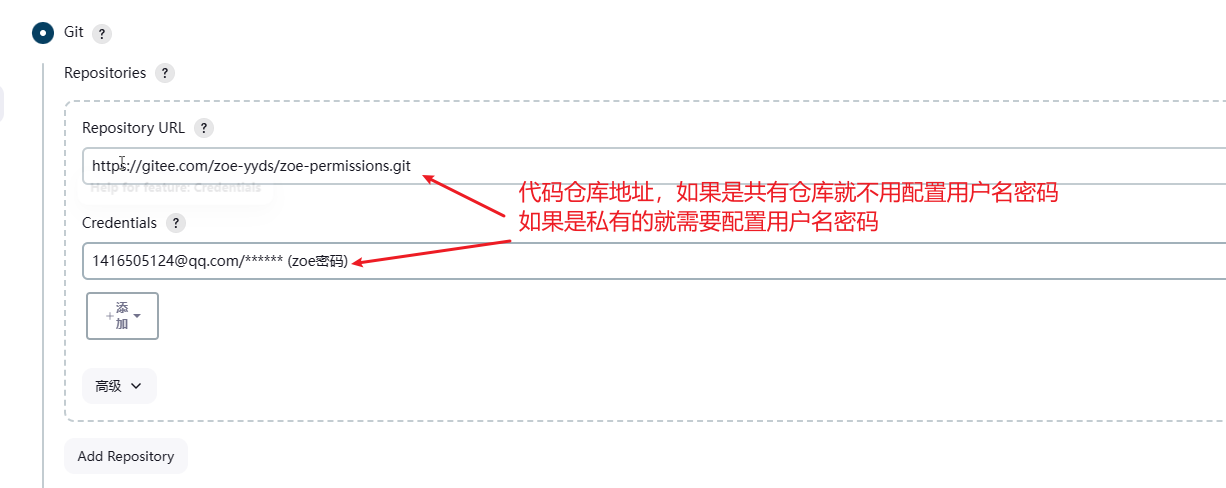 Git ?
Repositories ?
Repository URL ?
https://gitee.com/zoe-yyds/zoe-permissions.git
Help for feature: Credentials
代码仓库地址，如果是共有仓库就不用配置用户名密码
如果是私有的就需要配置用户名密码
Credentials ?
1416505124@qq.com/****** (zoe密码)
+添
加
高级
Add Repository